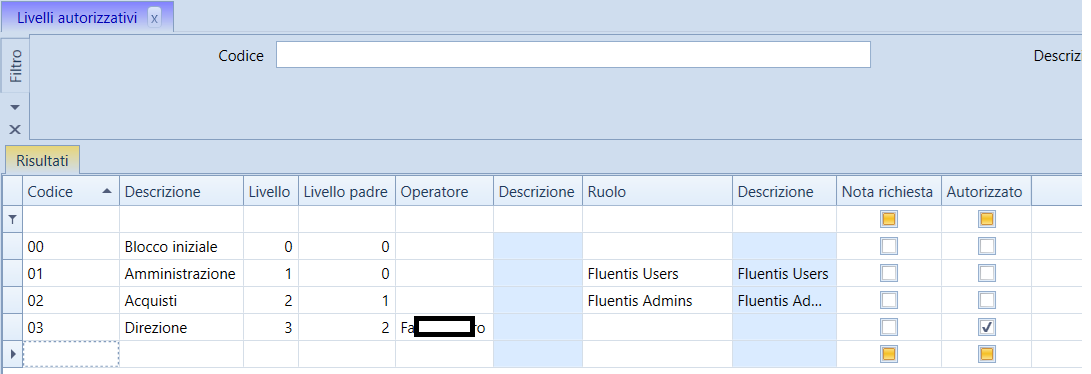 Livelli autorizzativi x
Filtro
Codice
Descriz
Risultati
Codice Descrizione Livello Livello padre Operatore Descrizione Ruolo Descrizione Nota richiesta Autorizzato
00 Blocco iniziale 0 0
01 Amministrazione 1 0 Fluentis Users Fluentis Users
02 Acquisti 2 1 Fluentis Admins Fluentis Ad...
03 Direzione 3 2 Fa ro